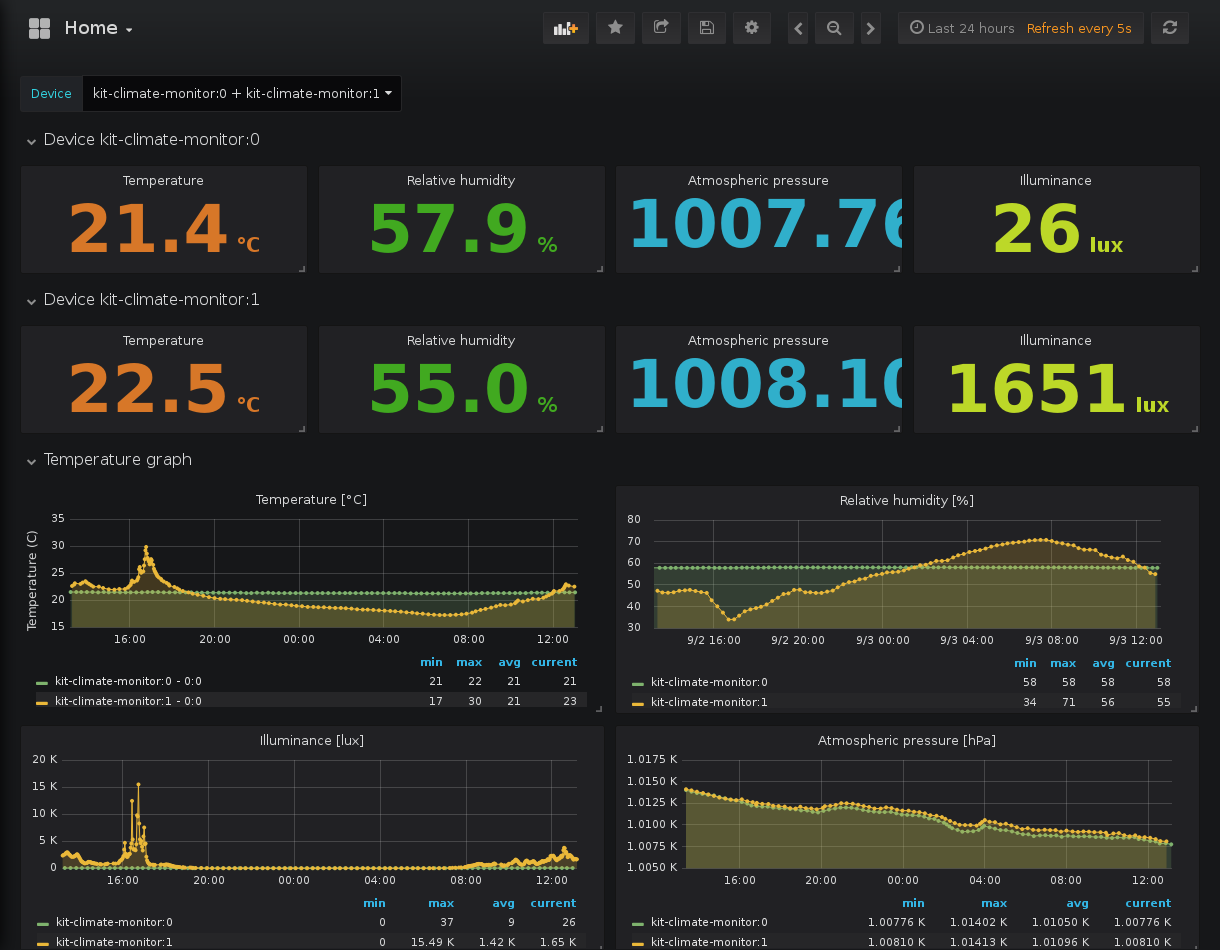 Home
Last 24 hours Refresh every 5s
Device kit-climate-monitor:0 + kit-climate-monitor:1
Device kit-climate-monitor:0
Temperature Relative humidity Atmospheric pressure Illuminance
21.4 °C 57.9 % 1007.76 26 lux
Device kit-climate-monitor:1
Temperature Relative humidity Atmospheric pressure Illuminance
22.5 °C 55.0 % 1008.10 1651 lux
Temperature graph
Temperature [°C]
Temperature (C)
35
30
25
20
15
16:00 20:00 00:00 04:00 08:00 12:00
min max avg current
kit-climate-monitor:0 - 0:0 21 22 21 21
kit-climate-monitor:1 - 0:0 17 30 21 23
Relative humidity [%]
80
70
60
50
40
30
9/2 16:00 9/2 20:00 9/3 00:00 9/3 04:00 9/3 08:00 9/3 12:00
min max avg current
kit-climate-monitor:0 58 58 58 58
kit-climate-monitor:1 34 71 56 55
Illuminance [lux]
20 K
15 K
10 K
5 K
0
16:00 20:00 00:00 04:00 08:00 12:00
min max avg current
kit-climate-monitor:0 0 37 9 26
kit-climate-monitor:1 0 15.49 K 1.42 K 1.65 K
Atmospheric pressure [hPa]
1.0175 K
1.0150 K
1.0125 K
1.0100 K
1.0075 K
1.0050 K
16:00 20:00 00:00 04:00 08:00 12:00
min max avg current
kit-climate-monitor:0 1.00776 K 1.01402 K 1.01050 K 1.00776 K
kit-climate-monitor:1 1.00810 K 1.01413 K 1.01096 K 1.00810 K